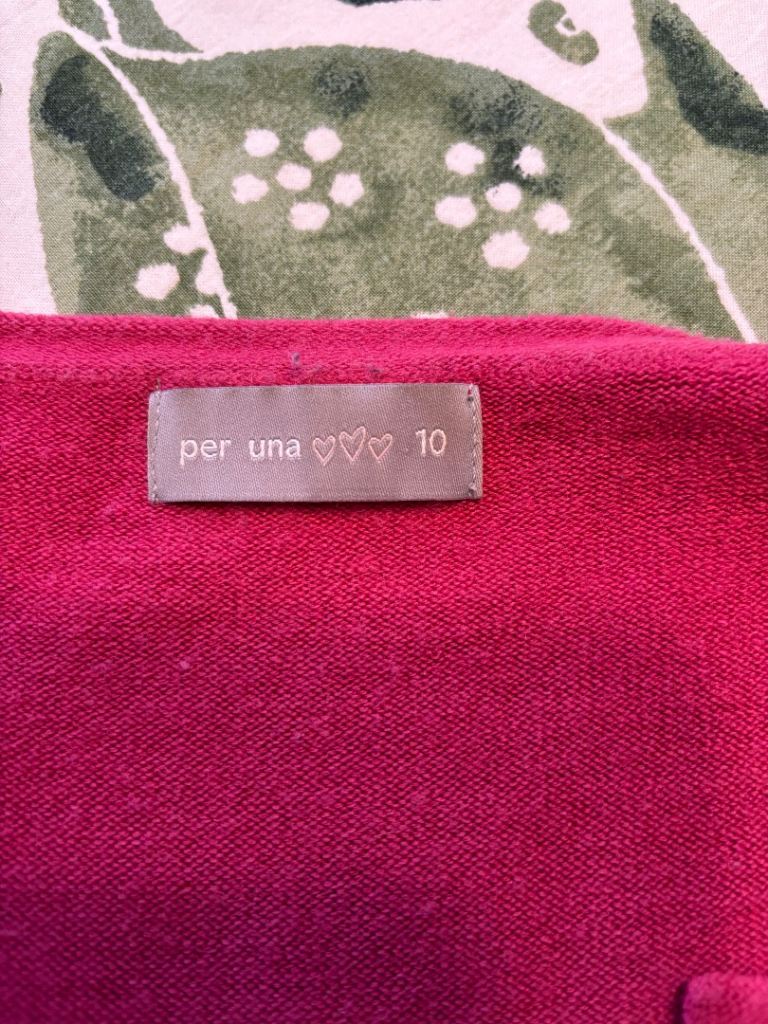 per una ♡♡♡ 10